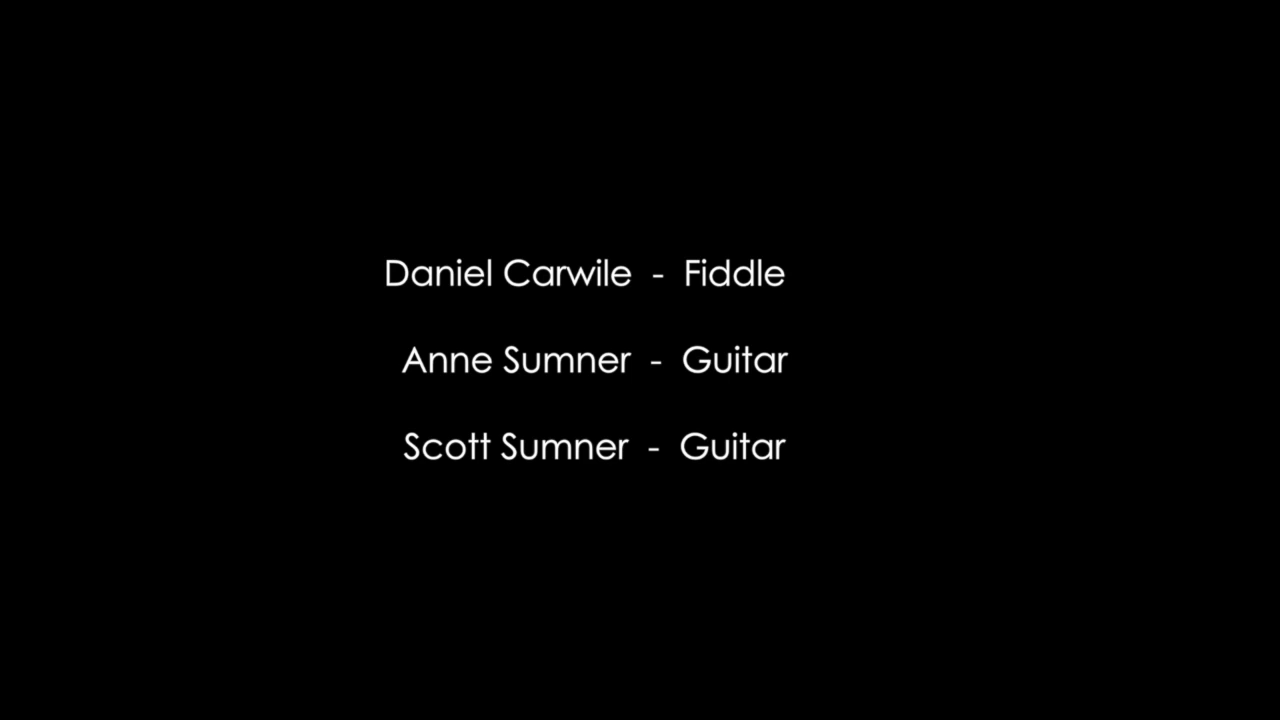 Daniel Carwile - Fiddle
Anne Sumner - Guitar
Scott Sumner - Guitar